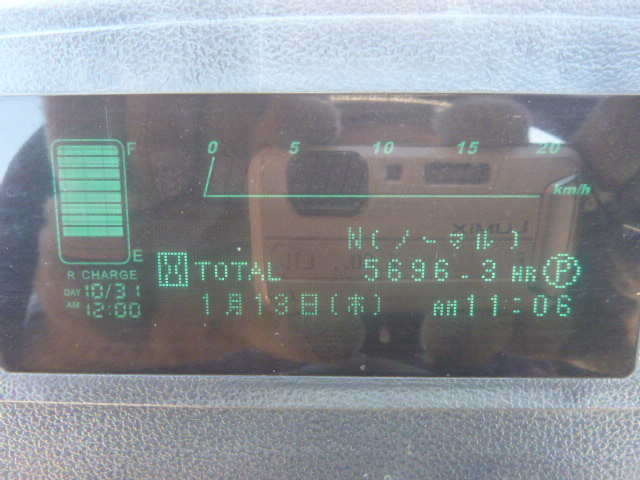 F
0 5 10 15 20
km/h
LUMIX
N(ノーマル)
E
TOTAL 5696.3 HR P
R CHARGE
DAY 10/31
1月13日(木) AM11:06
AM 12:00